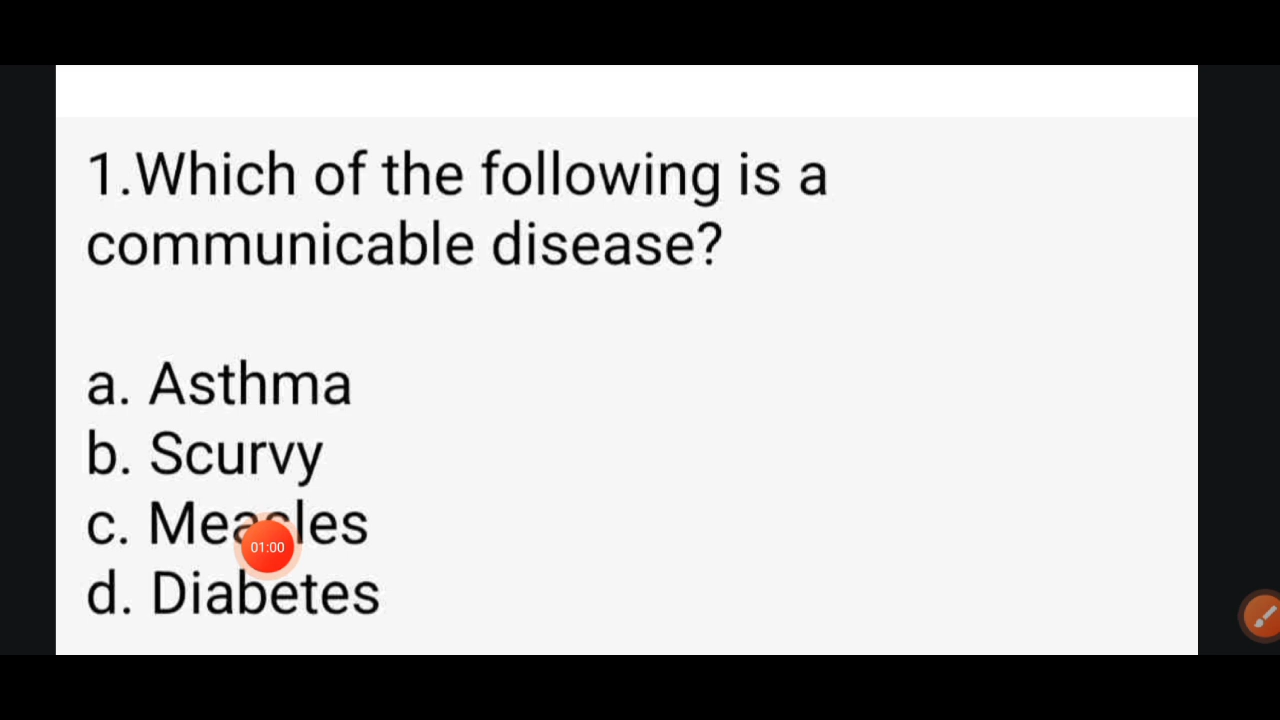 1.Which of the following is a
communicable disease?
a. Asthma
b. Scurvy
c. Measles
d. Diabetes
01:00